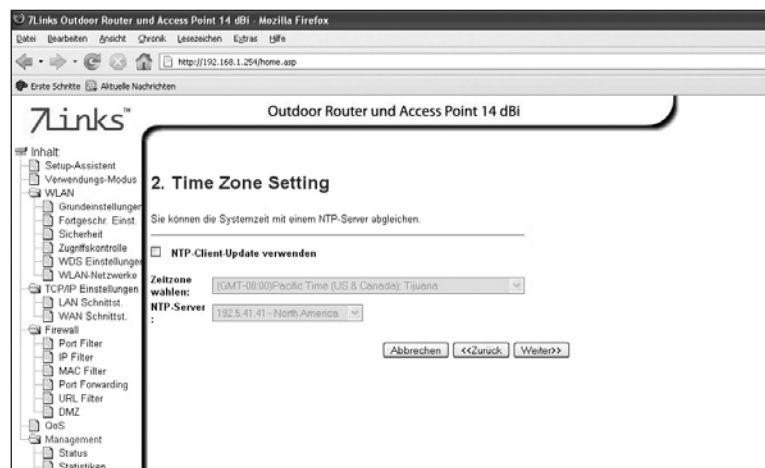 7Links Outdoor Router und Access Point 14 dBi - Mozilla Firefox
Datei Bearbeiten Ansicht Chronik Lesezeichen Extras Hilfe
http://192.168.1.254/home.asp
Erste Schritte Aktuelle Nachrichten
7Links™
Outdoor Router und Access Point 14 dBi
Inhalt:
Setup-Assistent
Verwendungs-Modus
WLAN
Grundeinstellungen
Fortgeschr. Einst.
Sicherheit
Zugriffskontrolle
WDS Einstellungen
WLAN-Netzwerke
TCP/IP Einstellungen
LAN Schnittst.
WAN Schnittst.
Firewall
Port Filter
IP Filter
MAC Filter
Port Forwarding
URL Filter
DMZ
QoS
Management
Status
Statistiken
2. Time Zone Setting
Sie können die Systemzeit mit einem NTP-Server abgleichen.
NTP-Client-Update verwenden
Zeitzone wählen: (GMT-08:00)Pacific Time (US & Canada); Tijuana
NTP-Server : 192.5.41.41 - North America
Abbrechen <<Zurück Weiter>>